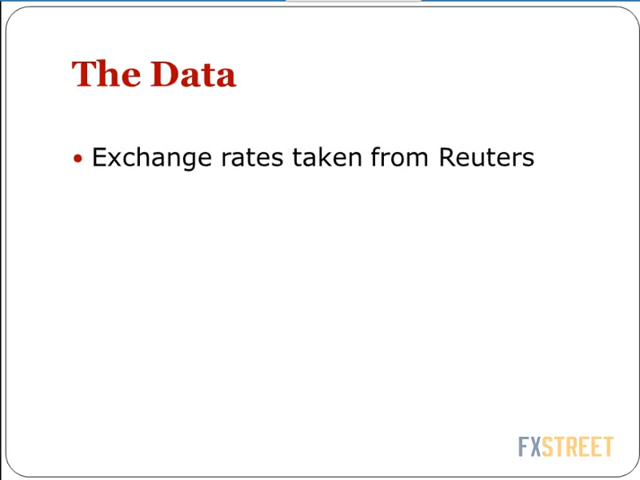 The Data
• Exchange rates taken from Reuters
FXSTREET